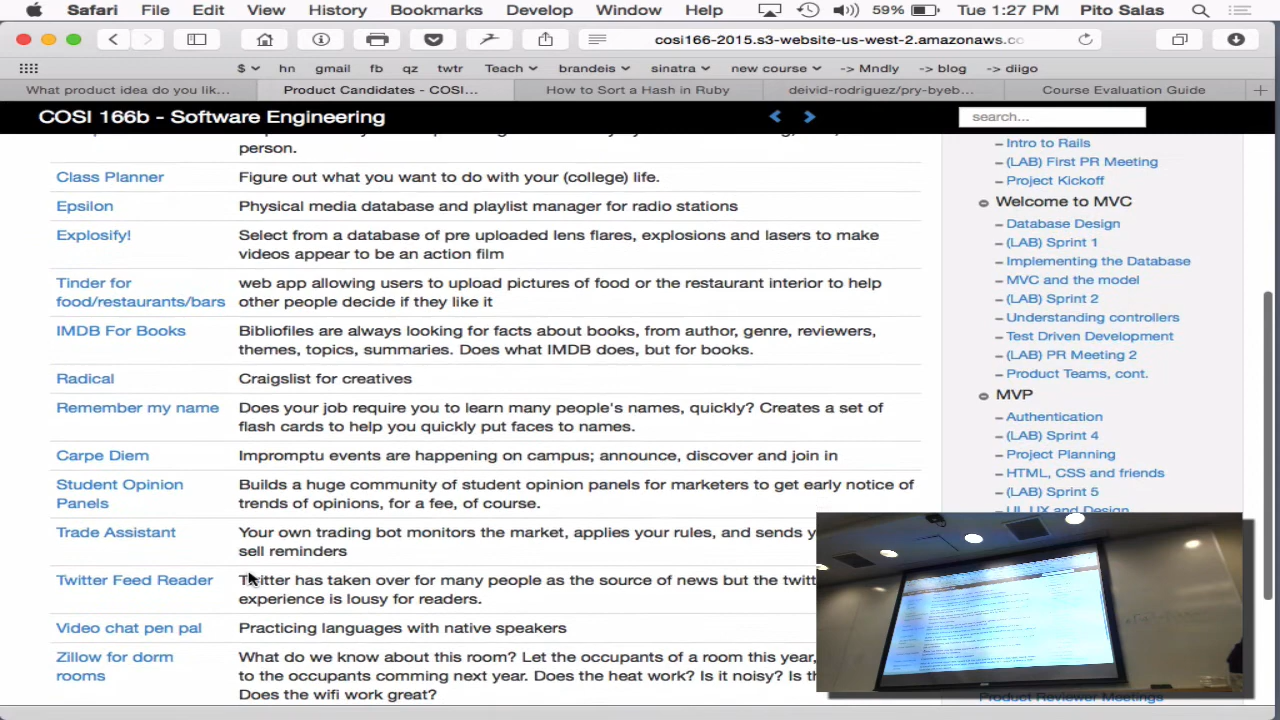 Safari File Edit View History Bookmarks Develop Window Help 59% Tue 1:27 PM Pito Salas
cosi166-2015.s3-website-us-west-2.amazonaws.cc
$ hn gmail fb qz twtr Teach brandeis sinatra new course -> Mndly -> blog -> diigo
What product idea do you lik... Product Candidates - COSI... How to Sort a Hash in Ruby deivid-rodriguez/pry-byeb... Course Evaluation Guide
COSI 166b - Software Engineering
search...
person.
Class Planner Figure out what you want to do with your (college) life.
Epsilon Physical media database and playlist manager for radio stations
Explosify! Select from a database of pre uploaded lens flares, explosions and lasers to make
videos appear to be an action film
Tinder for web app allowing users to upload pictures of food or the restaurant interior to help
food/restaurants/bars other people decide if they like it
IMDB For Books Bibliofiles are always looking for facts about books, from author, genre, reviewers,
themes, topics, summaries. Does what IMDB does, but for books.
Radical Craigslist for creatives
Remember my name Does your job require you to learn many people's names, quickly? Creates a set of
flash cards to help you quickly put faces to names.
Carpe Diem Impromptu events are happening on campus; announce, discover and join in
Student Opinion Builds a huge community of student opinion panels for marketers to get early notice of
Panels trends of opinions, for a fee, of course.
Trade Assistant Your own trading bot monitors the market, applies your rules, and sends
sell reminders
Twitter Feed Reader Twitter has taken over for many people as the source of news but the twitt
experience is lousy for readers.
Video chat pen pal Practicing languages with native speakers
Zillow for dorm know about this room? Let the occupants of a dorm this year,
rooms to the occupants comming next year. Does the heat work? Is it noisy? Is th
Does the wifi work great?
Intro to Rails
(LAB) First PR Meeting
Project Kickoff
Welcome to MVC
Database Design
(LAB) Sprint 1
Implementing the Database
MVC and the model
(LAB) Sprint 2
Understanding controllers
Test Driven Development
(LAB) PR Meeting 2
Product Teams, cont.
MVP
Authentication
(LAB) Sprint 4
Project Planning
HTML, CSS and friends
(LAB) Sprint 5
UI, UX and Design
Product Reviewer Meetings